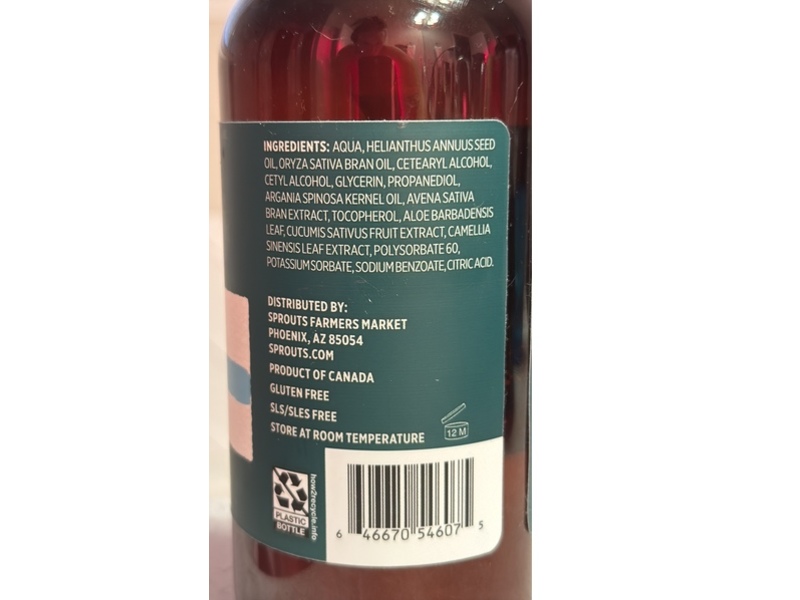 INGREDIENTS: AQUA, HELIANTHUS ANNUUS SEED
OIL, ORYZA SATIVA BRAN OIL, CETEARYL ALCOHOL,
CETYL ALCOHOL, GLYCERIN, PROPANEDIOL,
ARGANIA SPINOSA KERNEL OIL, AVENA SATIVA
BRAN EXTRACT, TOCOPHEROL, ALOE BARBADENSIS
LEAF, CUCUMIS SATIVUS FRUIT EXTRACT, CAMELLIA
SINENSIS LEAF EXTRACT, POLYSORBATE 60,
POTASSIUM SORBATE, SODIUM BENZOATE, CITRIC ACID.
DISTRIBUTED BY:
SPROUTS FARMERS MARKET
PHOENIX, AZ 85054
SPROUTS.COM
PRODUCT OF CANADA
GLUTEN FREE
SLS/SLES FREE
STORE AT ROOM TEMPERATURE
12 M
PLASTIC
BOTTLE
how2recycle.info
6 46670 54607 5